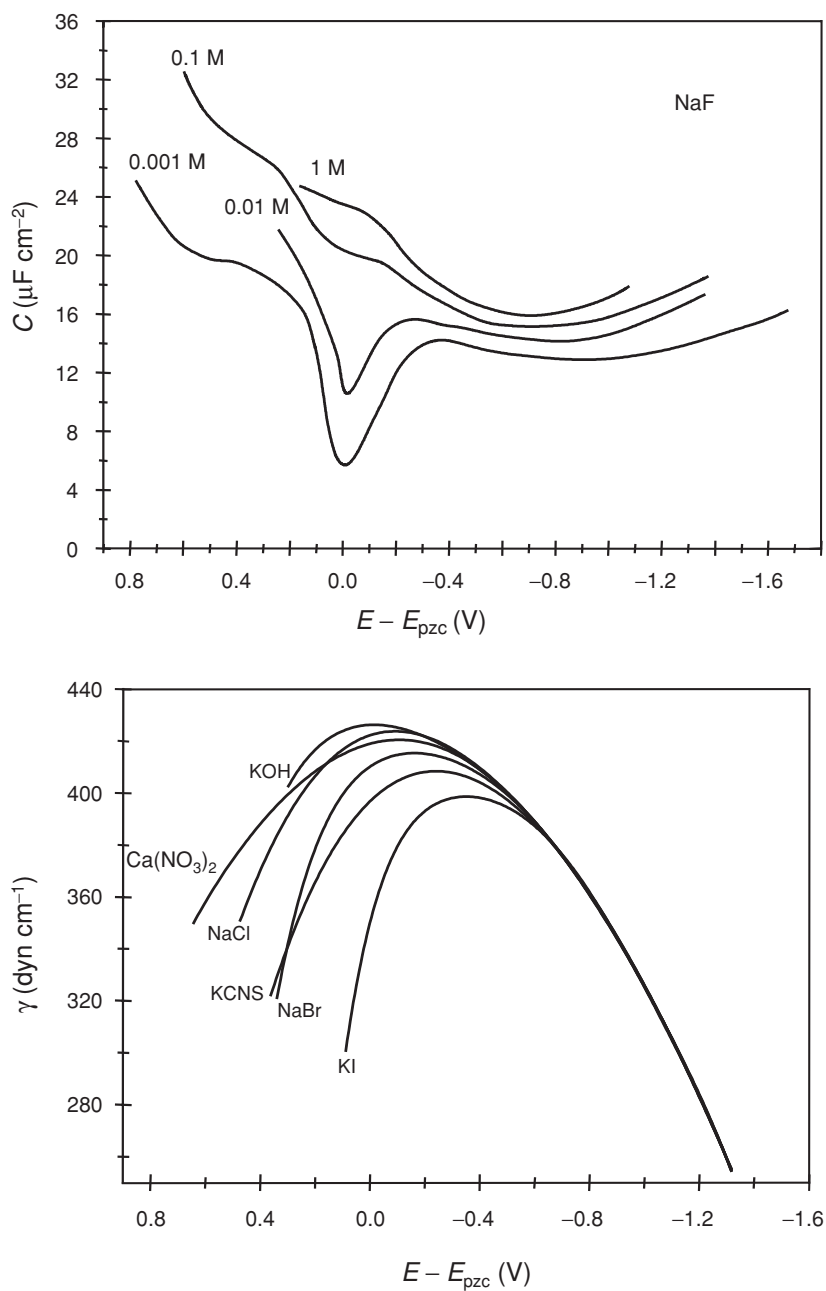 36
0.1 M
32
NaF
28
0.001 M
1 M
24
0.01 M
20
C (μF cm⁻²)
16
12
8
4
0
0.8 0.4 0.0 −0.4 −0.8 −1.2 −1.6
E − Epzc (V)
440
KOH
400
Ca(NO₃)₂
360
NaCl
γ (dyn cm⁻¹)
KCNS
320
NaBr
KI
280
0.8 0.4 0.0 −0.4 −0.8 −1.2 −1.6
E − Epzc (V)